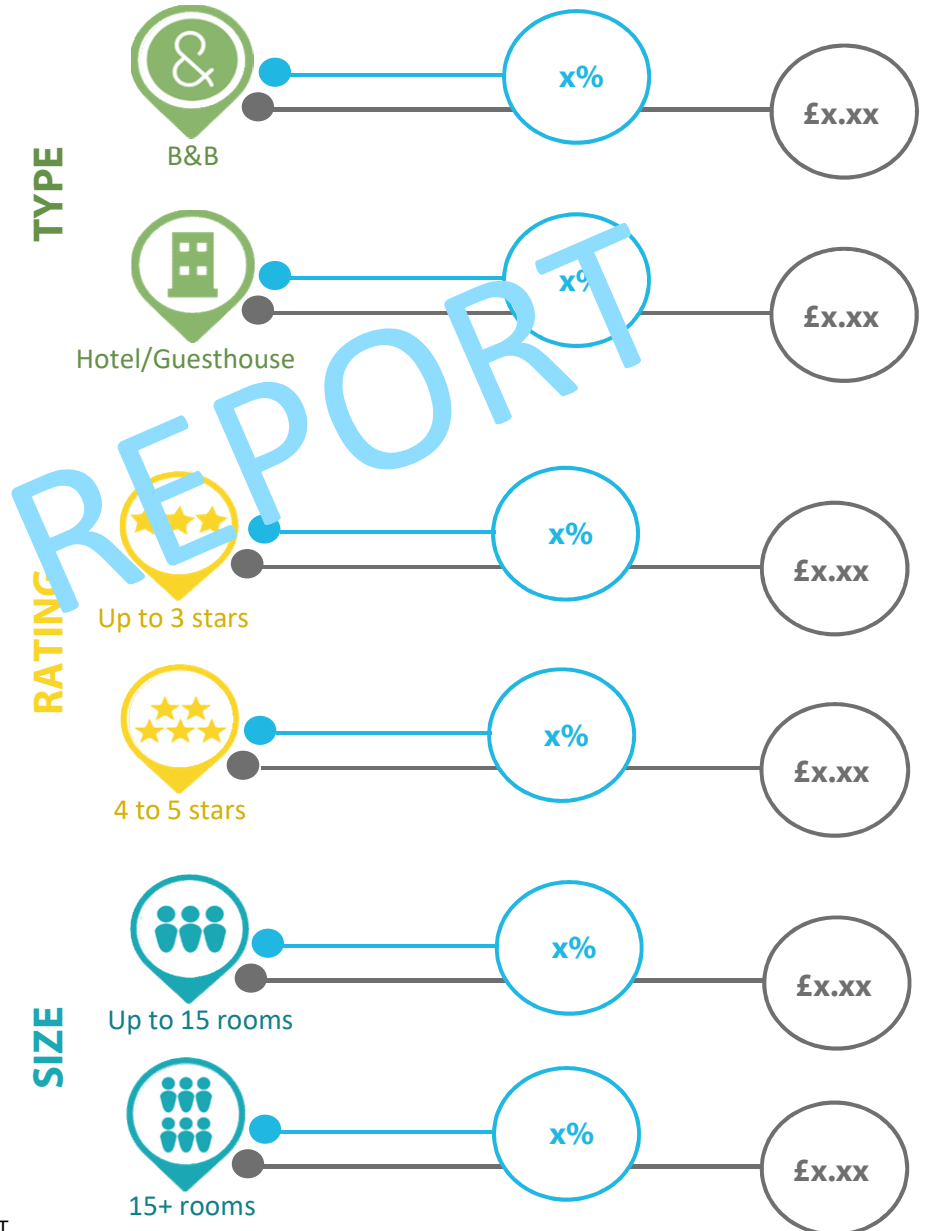 TYPE
&
x%
£x.xx
B&B
x%
£x.xx
Hotel/Guesthouse
REPORT
RATING
x%
£x.xx
Up to 3 stars
x%
£x.xx
4 to 5 stars
SIZE
x%
£x.xx
Up to 15 rooms
x%
£x.xx
15+ rooms
T